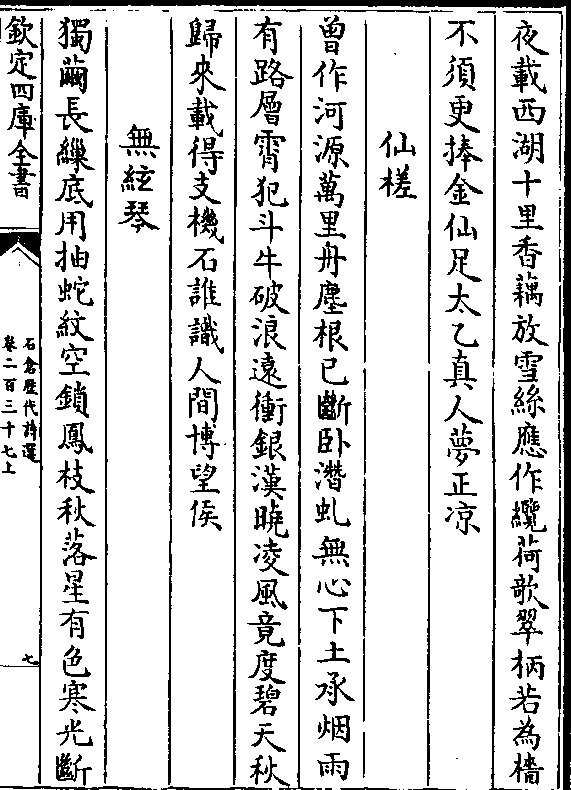 夜載西湖十里香藕放雪絲應作纜荷歌翠柄若為檣
不須更捧金仙足太乙真人夢正凉
仙槎
曽作河源萬里舟塵根已斷卧潛虬無心下土承烟雨
有路層霄犯斗牛破浪遠衝銀漢曉凌風竟度碧天秋
歸來載得支機石誰識人間博望侯
無絃琴
獨繭長繅底用抽蛇紋空鎖鳳枝秋落星有色寒光斷
欽定四庫全書
石倉歷代詩選
卷二百三十七上
七